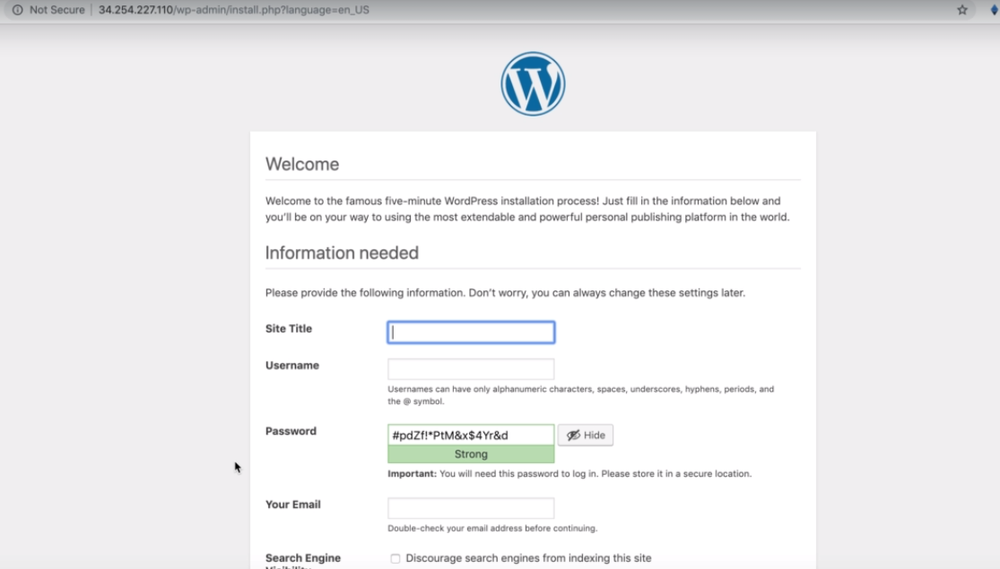 Not Secure 34.254.227.110/wp-admin/install.php?language=en_US
Welcome
Welcome to the famous five-minute WordPress installation process! Just fill in the information below and
you'll be on your way to using the most extendable and powerful personal publishing platform in the world.
Information needed
Please provide the following information. Don't worry, you can always change these settings later.
Site Title
Username
Usernames can have only alphanumeric characters, spaces, underscores, hyphens, periods, and
the @ symbol.
Password #pdZf!*PtM&x$4Yr&d Hide
Strong
Important: You will need this password to log in. Please store it in a secure location.
Your Email
Double-check your email address before continuing.
Search Engine Discourage search engines from indexing this site